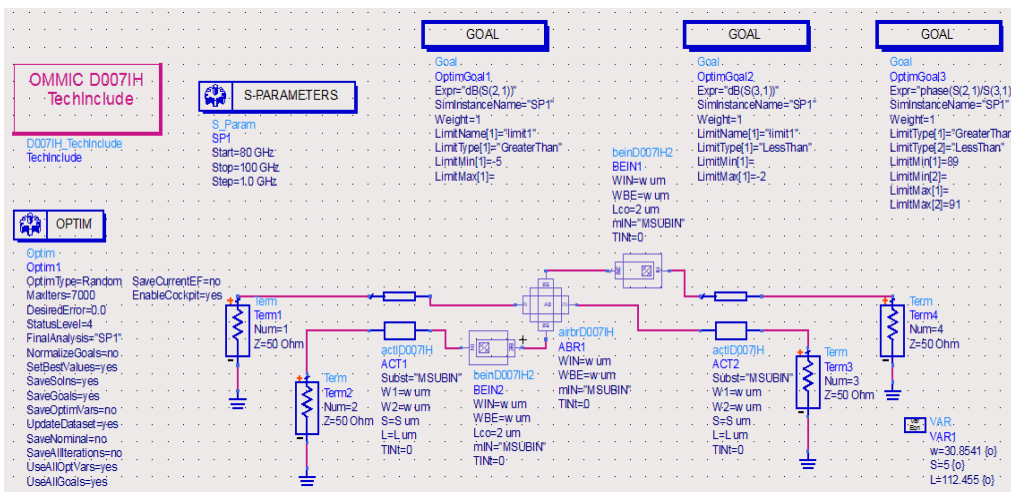 GOAL
Goal
OptimGoal1
Expr="dB(S(2,1))"
SimInstanceName="SP1"
Weight=1
LimitName[1]="limit1"
LimitType[1]="GreaterThan"
LimitMin[1]=-5
LimitMax[1]=
GOAL
Goal
OptimGoal2
Expr="dB(S(3,1))"
SimInstanceName="SP1"
Weight=1
LimitName[1]="limit1"
LimitType[1]="LessThan"
LimitMin[1]=
LimitMax[1]=-2
GOAL
Goal
OptimGoal3
Expr="phase(S(2,1)/S(3,1)
SimInstanceName="SP1"
Weight=1
LimitType[1]="GreaterThan
LimitType[2]="LessThan"
LimitMin[1]=89
LimitMin[2]=
LimitMax[1]=
LimitMax[2]=91
OMMIC D007IH
TechInclude
D007IH_TechInclude
TechInclude
S-PARAMETERS
S_Param
SP1
Start=80 GHz
Stop=100 GHz
Step=1.0 GHz
OPTIM
Optim
Optim1
OptimType=Random
MaxIters=7000
DesiredError=0.0
StatusLevel=4
FinalAnalysis="SP1"
NormalizeGoals=no
SetBestValues=yes
SaveSolns=yes
SaveGoals=yes
SaveOptimVars=no
UpdateDataset=yes
SaveNominal=no
SaveAllIterations=no
UseAllOptVars=yes
UseAllGoals=yes
SaveCurrentEF=no
EnableCockpit=yes
beinD007IH2
BEIN1
WIN=w um
WBE=w um
Lco=2 um
mIN="MSUBIN"
TINt=0
Term
Term1
Num=1
Z=50 Ohm
Term
Term2
Num=2
Z=50 Ohm
actlD007IH
ACT1
Subst="MSUBIN"
W1=w um
W2=w um
S=S um
L=L um
TINt=0
beinD007IH2
BEIN2
WIN=w um
WBE=w um
Lco=2 um
mIN="MSUBIN"
TINt=0
airbrD007IH
ABR1
WIN=w um
WBE=w um
mIN="MSUBIN"
TINt=0
actlD007IH
ACT2
Subst="MSUBIN"
W1=w um
W2=w um
S=S um
L=L um
TINt=0
Term
Term3
Num=3
Z=50 Ohm
Term
Term4
Num=4
Z=50 Ohm
Var
Eqn
VAR
VAR1
w=30.8541 {o}
S=5 {o}
L=112.455 {o}